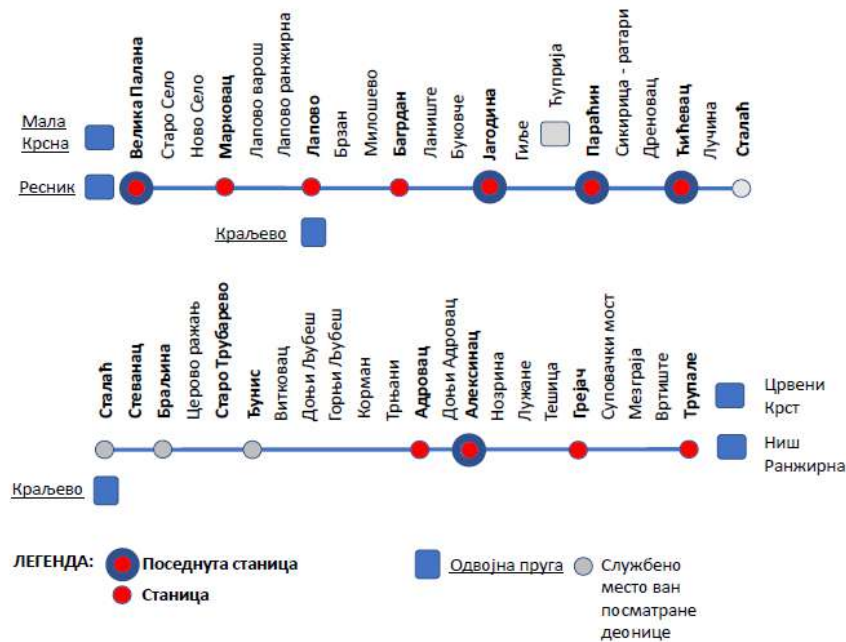 Мала
Крсна
Ресник
Велика Палана
Старо Село
Ново Село
Марковац
Лапово варош
Лапово ранжирна
Лапово
Брзан
Милошево
Багрдан
Ланиште
Буковче
Јагодина
Гиље
Ћуприја
Параћин
Сикирица - ратари
Дреновац
Ћићевац
Лучина
Сталаћ
Краљево
Сталаћ
Стеванац
Браљина
Церово ражањ
Старо Трубарево
Ђунис
Витковац
Доњи Љубеш
Горњи Љубеш
Корман
Трњани
Адровац
Доњи Адровац
Алексинац
Нозрина
Лужане
Тешица
Грејач
Суповачки мост
Мезграја
Вртиште
Трупале
Црвени
Крст
Ниш
Ранжирна
Краљево
ЛЕГЕНДА:
Поседнута станица
Станица
Одвојна пруга
Службено
место ван
посматране
деонице